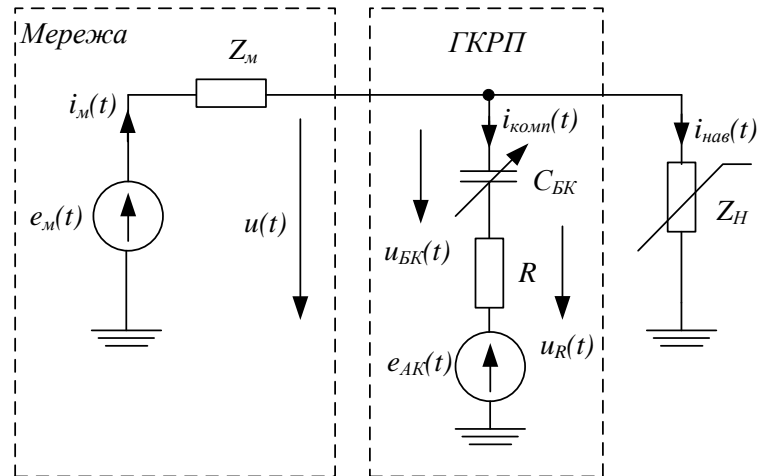 Мережа
ГКРП
Zм
iм(t)
iкомп(t)
iнав(t)
CБК
eм(t)
u(t)
uБК(t)
R
ZН
eАК(t)
uR(t)